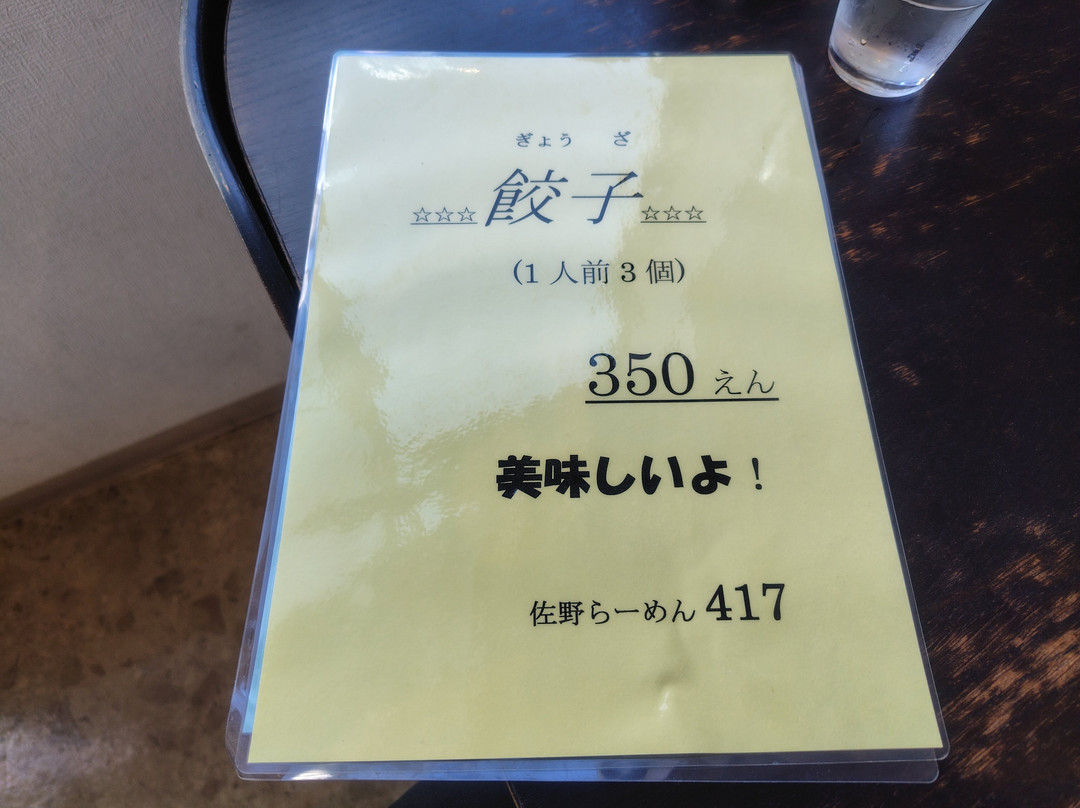 ぎょう ざ
☆☆☆餃子☆☆☆
(1人前3個)
350えん
美味しいよ!
佐野らーめん417